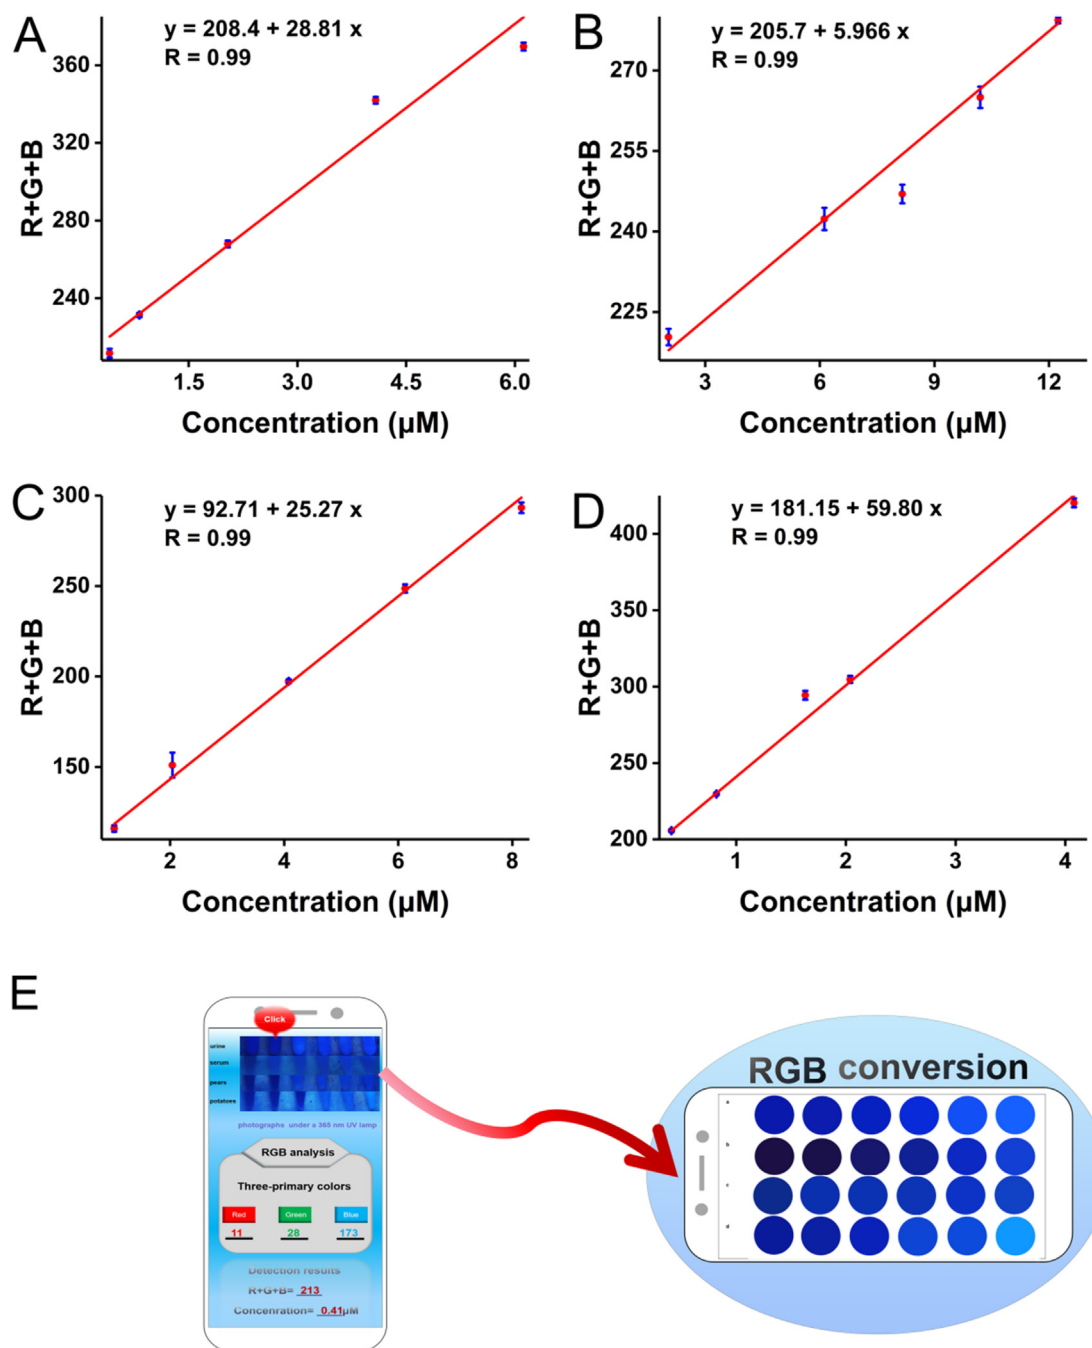 A
y = 208.4 + 28.81 x
R = 0.99
R+G+B
360
320
280
240
1.5
3.0
4.5
6.0
Concentration (μM)
B
y = 205.7 + 5.966 x
R = 0.99
R+G+B
270
255
240
225
3
6
9
12
Concentration (μM)
C
y = 92.71 + 25.27 x
R = 0.99
R+G+B
300
250
200
150
2
4
6
8
Concentration (μM)
D
y = 181.15 + 59.80 x
R = 0.99
R+G+B
400
350
300
250
200
1
2
3
4
Concentration (μM)
E
Click
urine
serum
pears
potatoes
photographs under a 365 nm UV lamp
RGB analysis
Three-primary colors
Red
Green
Blue
11
28
173
Detection results
R+G+B= 213
Concenration= 0.41μM
RGB conversion